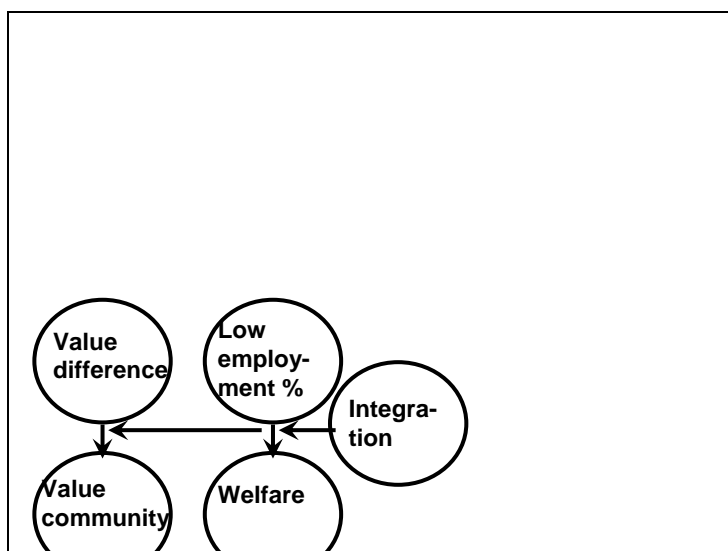 Value
difference
Low
employ-
ment %
Integra-
tion
Value
community
Welfare